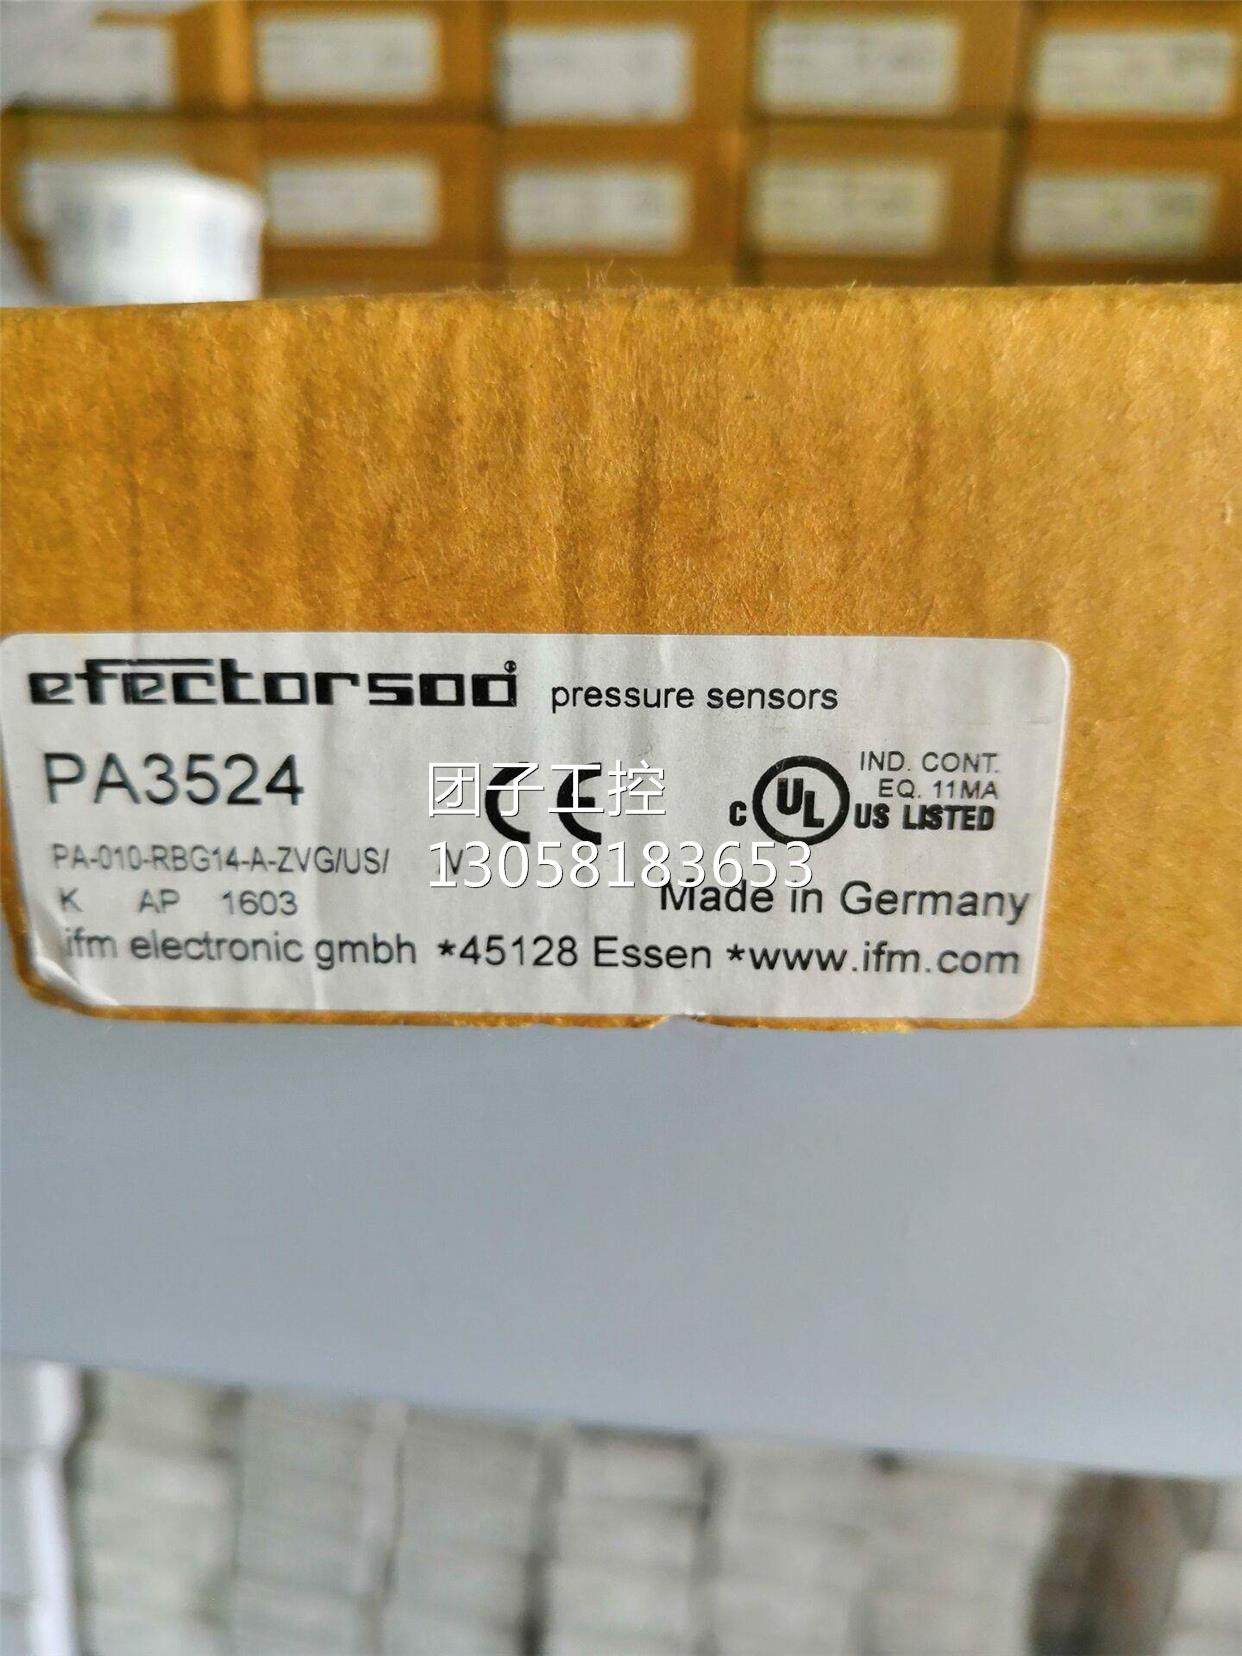 efector500® pressure sensors
PA3524
CE
c UL US LISTED
IND. CONT.
EQ. 11MA
PA-010-RBG14-A-ZVG/US/ V
K AP 1603
Made in Germany
ifm electronic gmbh *45128 Essen *www.ifm.com
团子工控
13058183653